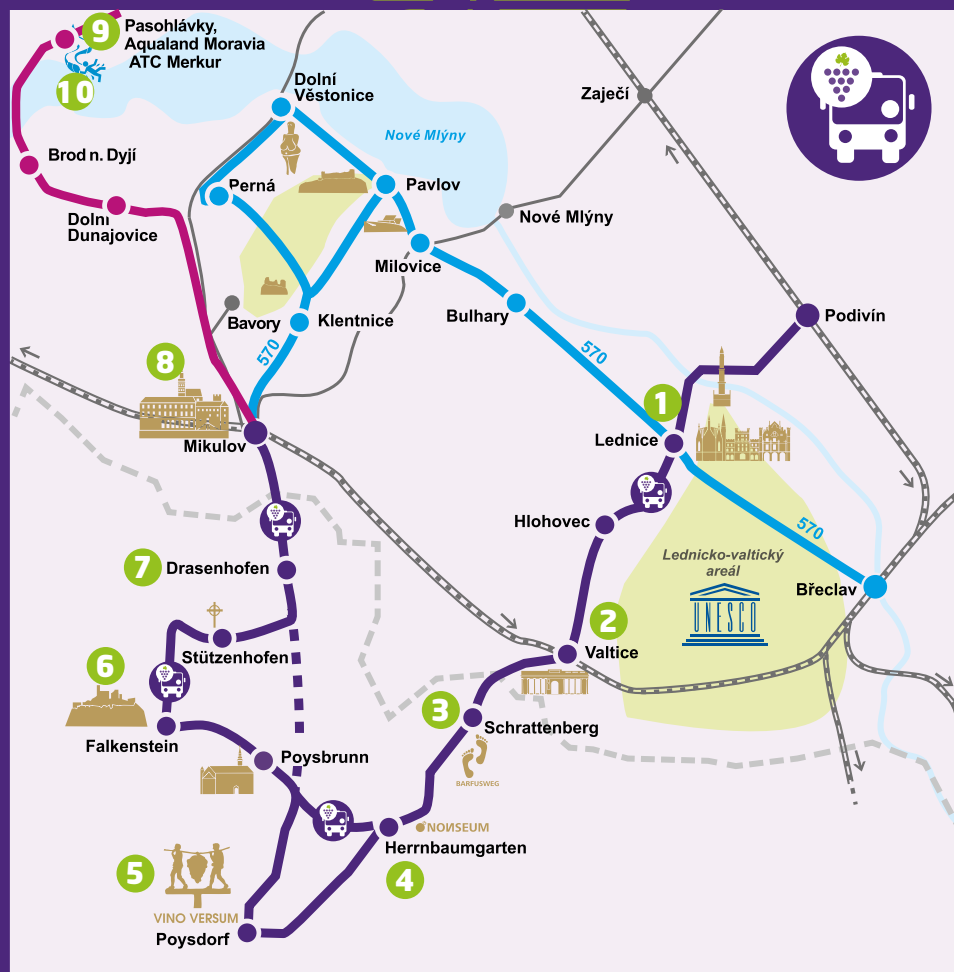 9
Pasohlávky,
Aqualand Moravia
ATC Merkur
10
Dolní
Věstonice
Zaječí
Nové Mlýny
Brod n. Dyjí
Perná
Pavlov
Dolní
Dunajovice
Nové Mlýny
Milovice
Bavory
Klentnice
Bulhary
Podivín
570
570
8
1
Mikulov
Lednice
Hlohovec
570
Lednicko-valtický
areál
Břeclav
UNESCO
7
Drasenhofen
2
Valtice
Stützenhofen
6
3
Schrattenberg
Falkenstein
Poysbrunn
BARFUSWEG
NONSEUM
Herrnbaumgarten
5
4
VINO VERSUM
Poysdorf